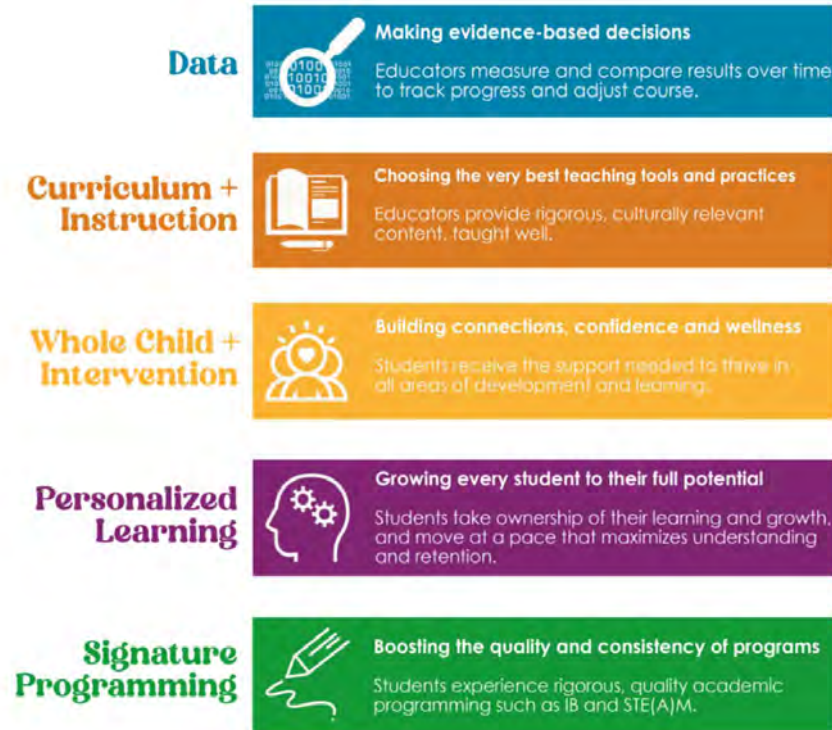 Data
Making evidence-based decisions
Educators measure and compare results over time
to track progress and adjust course.
Curriculum +
Instruction
Choosing the very best teaching tools and practices
Educators provide rigorous, culturally relevant
content, taught well.
Whole Child +
Intervention
Building connections, confidence and wellness
Students receive the support needed to thrive in
all areas of development and learning.
Personalized
Learning
Growing every student to their full potential
Students take ownership of their learning and growth,
and move at a pace that maximizes understanding
and retention.
Signature
Programming
Boosting the quality and consistency of programs
Students experience rigorous, quality academic
programming such as IB and STE(A)M.